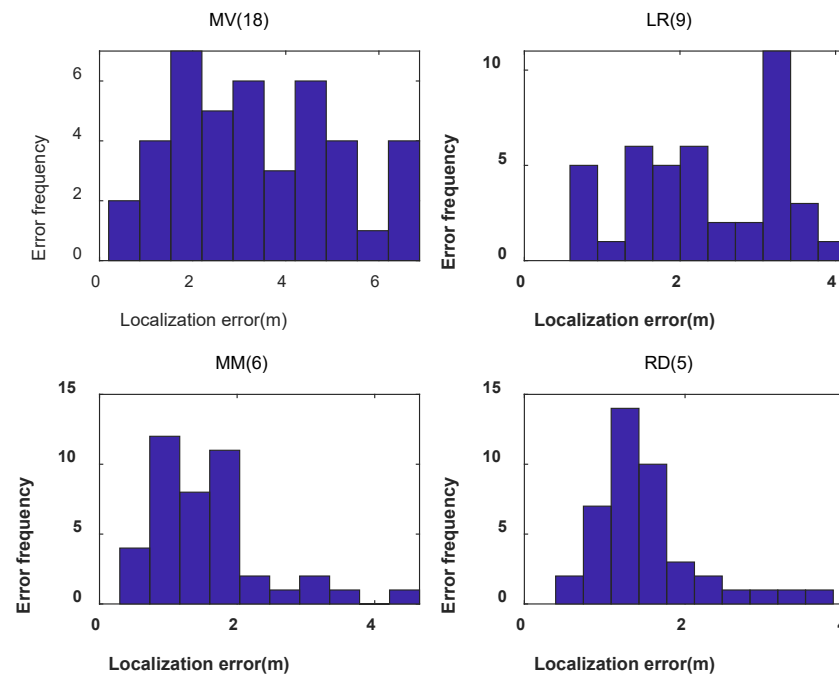 MV(18)
6
4
2
0
Error frequency
0 2 4 6
Localization error(m)
LR(9)
10
5
0
Error frequency
0 2 4
Localization error(m)
MM(6)
15
10
5
0
Error frequency
0 2 4
Localization error(m)
RD(5)
15
10
5
0
Error frequency
0 2 4
Localization error(m)